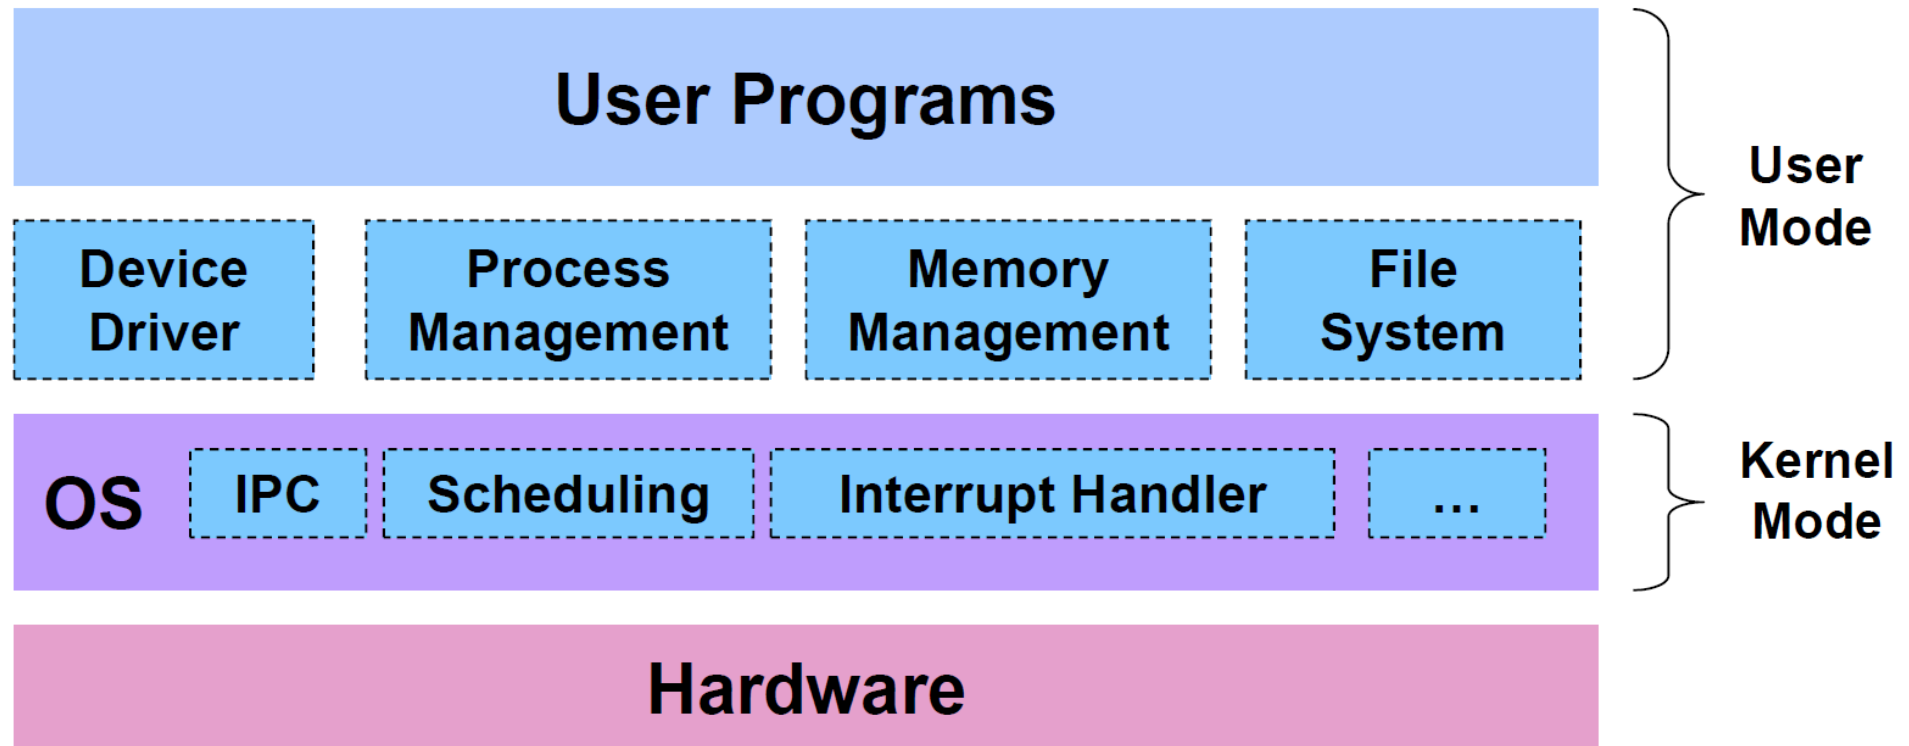 User Programs
User
Mode
Device
Driver
Process
Management
Memory
Management
File
System
OS
IPC
Scheduling
Interrupt Handler
...
Kernel
Mode
Hardware